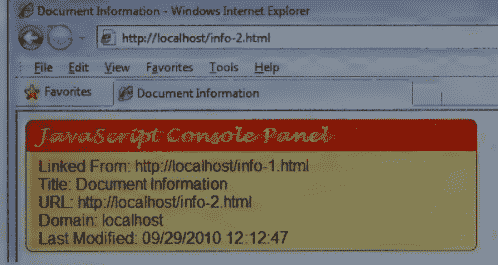 Document Information - Windows Internet Explorer
http://localhost/info-2.html
File Edit View Favorites Tools Help
Favorites Document Information
JavaScript Console Panel
Linked From: http://localhost/info-1.html
Title: Document Information
URL: http://localhost/info-2.html
Domain: localhost
Last Modified: 09/29/2010 12:12:47